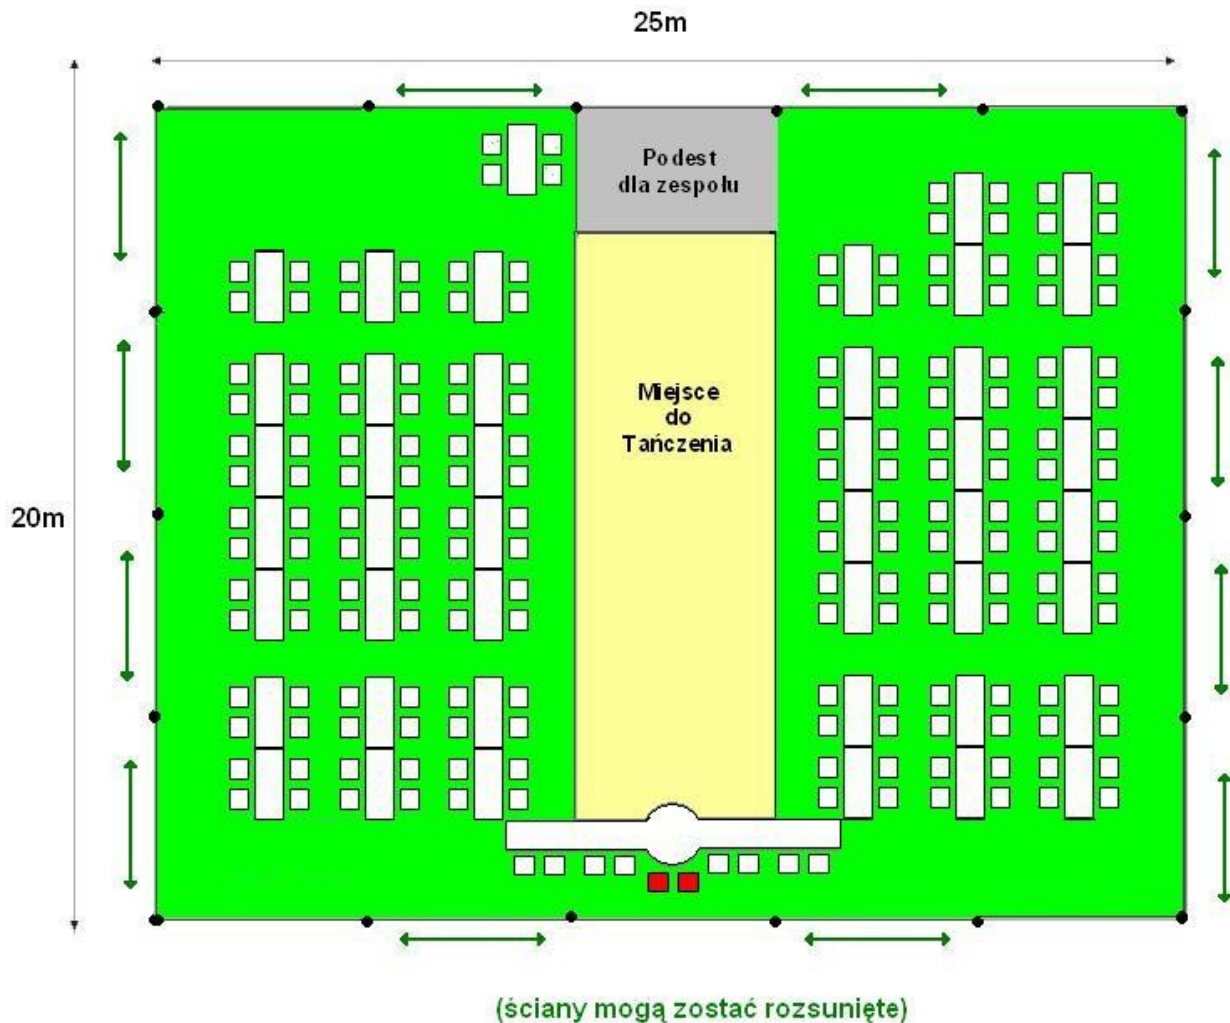 25m
Podest
dla zespołu
Miejsce
do
Tańczenia
20m
(ściany mogą zostać rozsunięte)